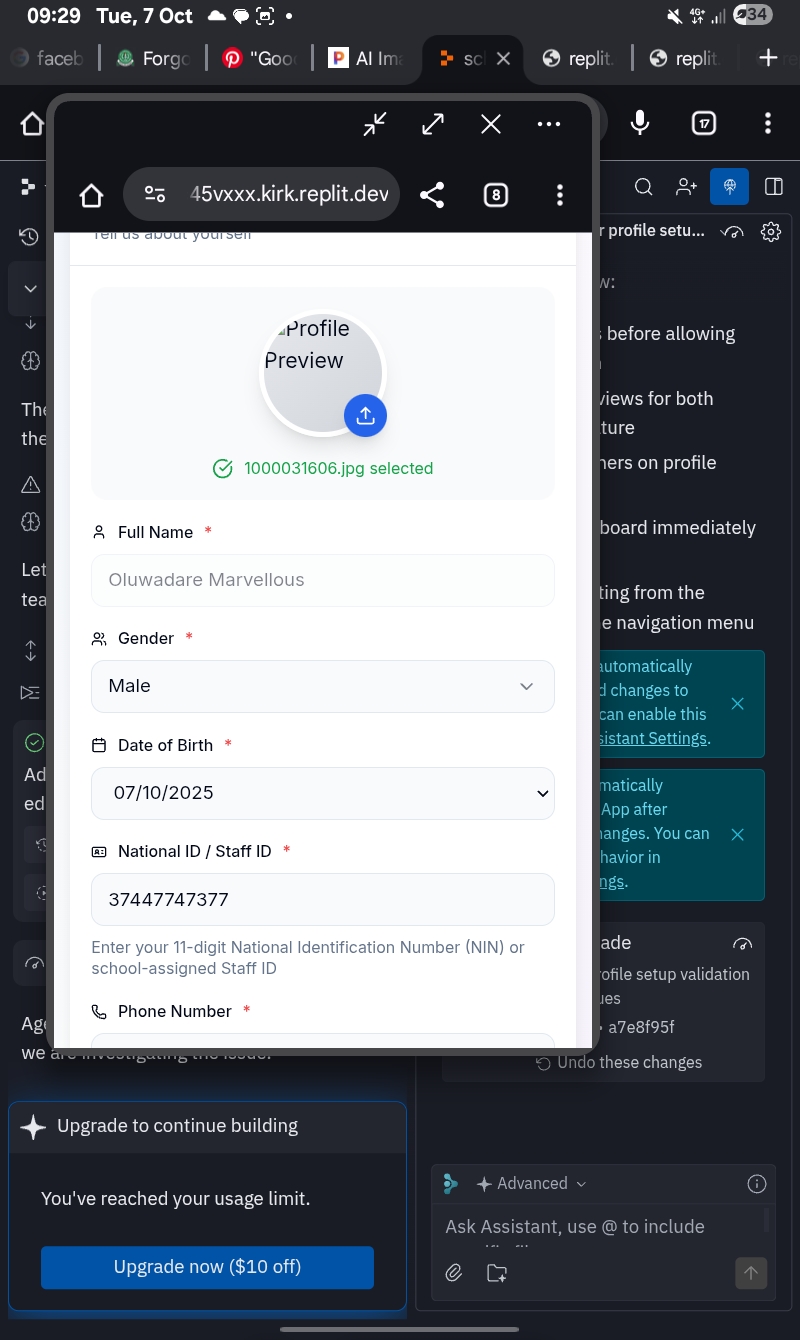 09:29 Tue, 7 Oct
4G+
34
faceb
Forgo
"Goo
AI Ima
scl
replit.
replit.
17
45vxxx.kirk.replit.dev
8
Tell us about yourself
Profile
Preview
1000031606.jpg selected
Full Name *
Oluwadare Marvellous
Gender *
Male
Date of Birth *
07/10/2025
National ID / Staff ID *
37447747377
Enter your 11-digit National Identification Number (NIN) or
school-assigned Staff ID
Phone Number *
The
the
Let
tea
Ad
ed
Age
we are investigating the issue.
Upgrade to continue building
You've reached your usage limit.
Upgrade now ($10 off)
r profile setu...
w:
s before allowing
views for both
ture
ners on profile
board immediately
ting from the
e navigation menu
automatically
d changes to
can enable this
sistant Settings.
matically
App after
hanges. You can
havior in
ngs.
ade
rofile setup validation
ues
• a7e8f95f
Undo these changes
Advanced
Ask Assistant, use @ to include